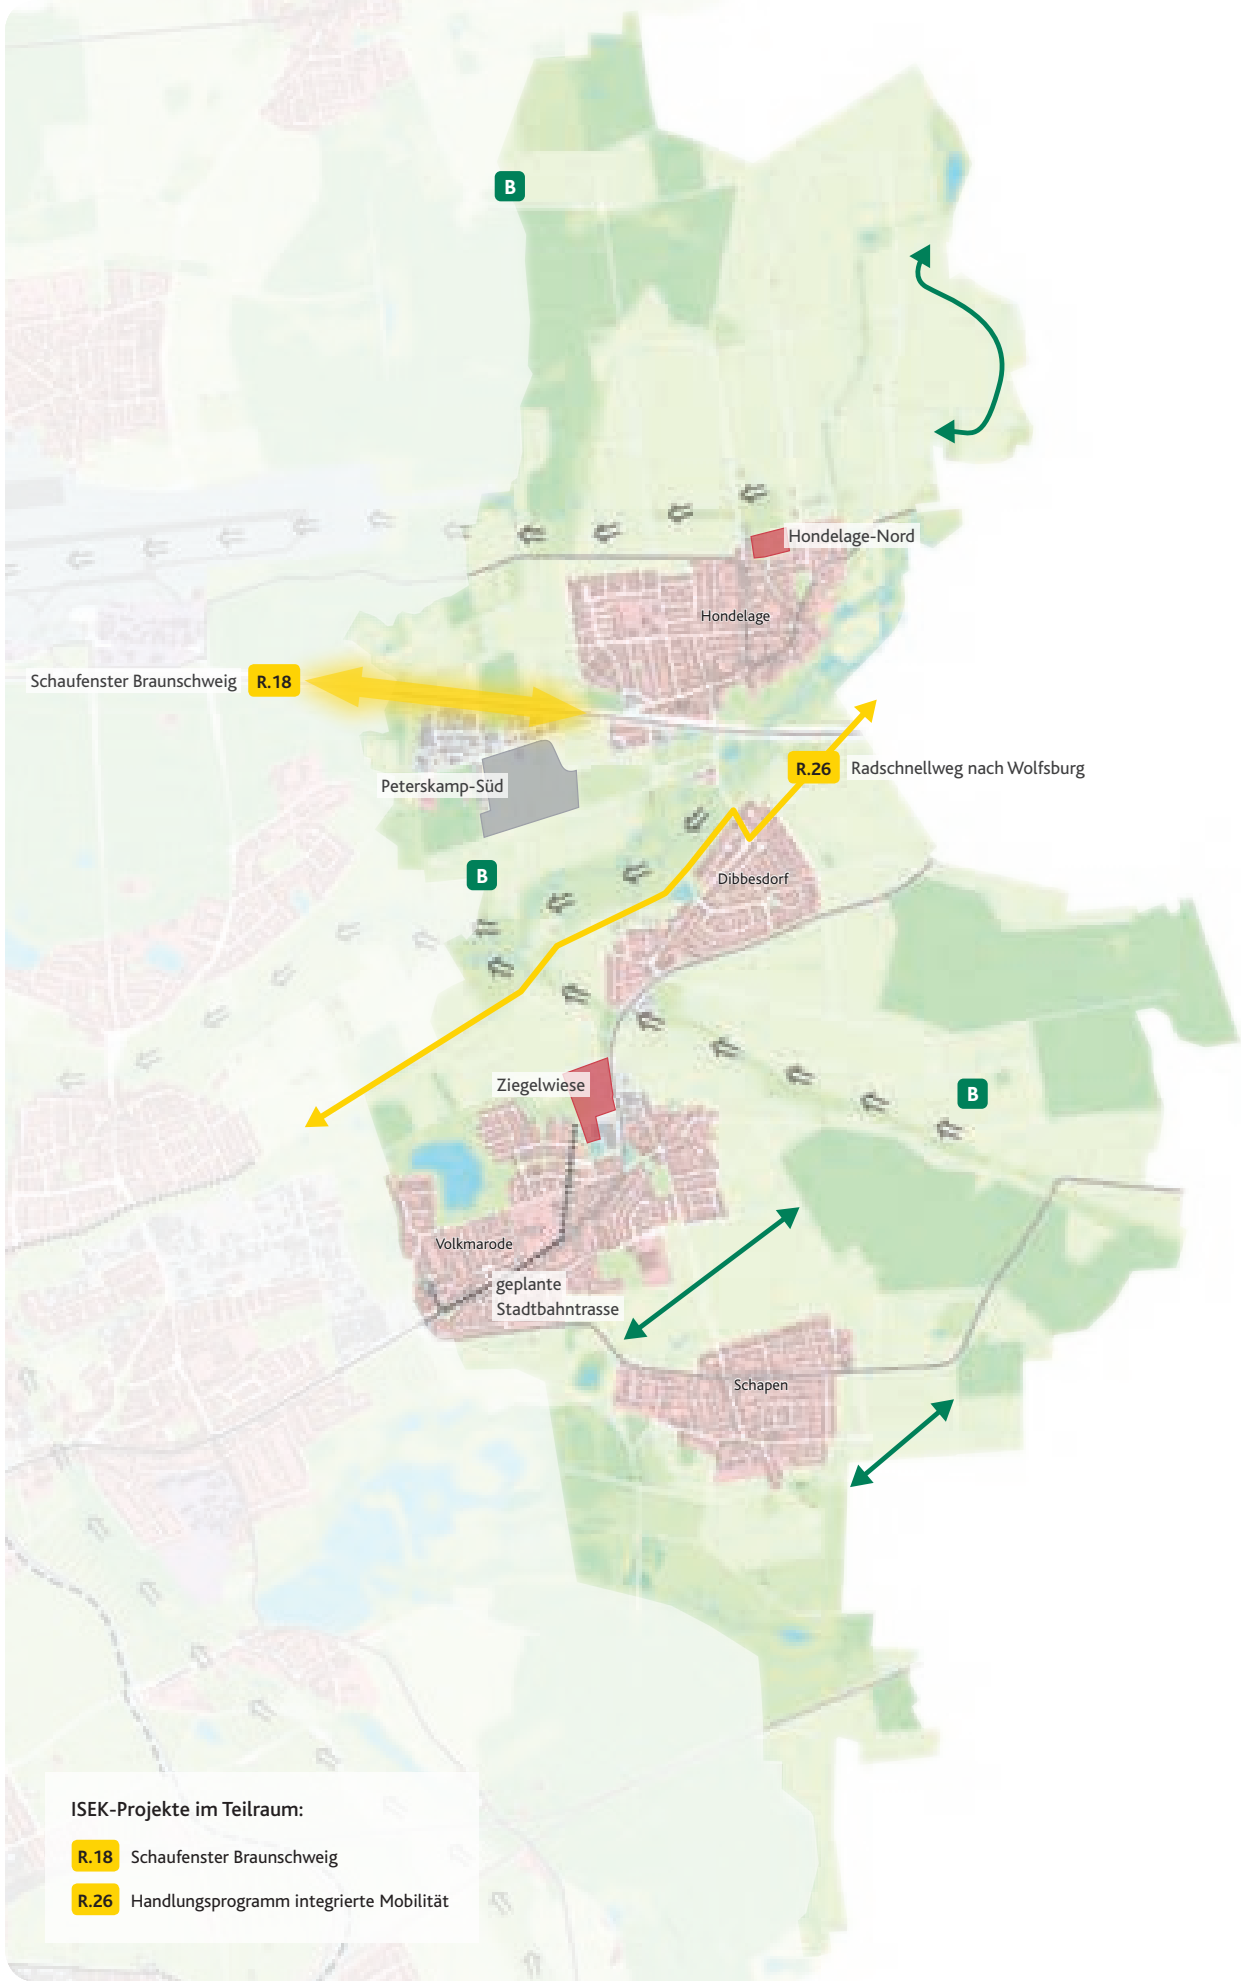 B
Hondelage-Nord
Hondelage
Schaufenster Braunschweig R.18
R.26 Radschnellweg nach Wolfsburg
Peterskamp-Süd
B
Dibbesdorf
Ziegelwiese
B
Volkmarode
geplante
Stadtbahntrasse
Schapen
ISEK-Projekte im Teilraum:
R.18 Schaufenster Braunschweig
R.26 Handlungsprogramm integrierte Mobilität